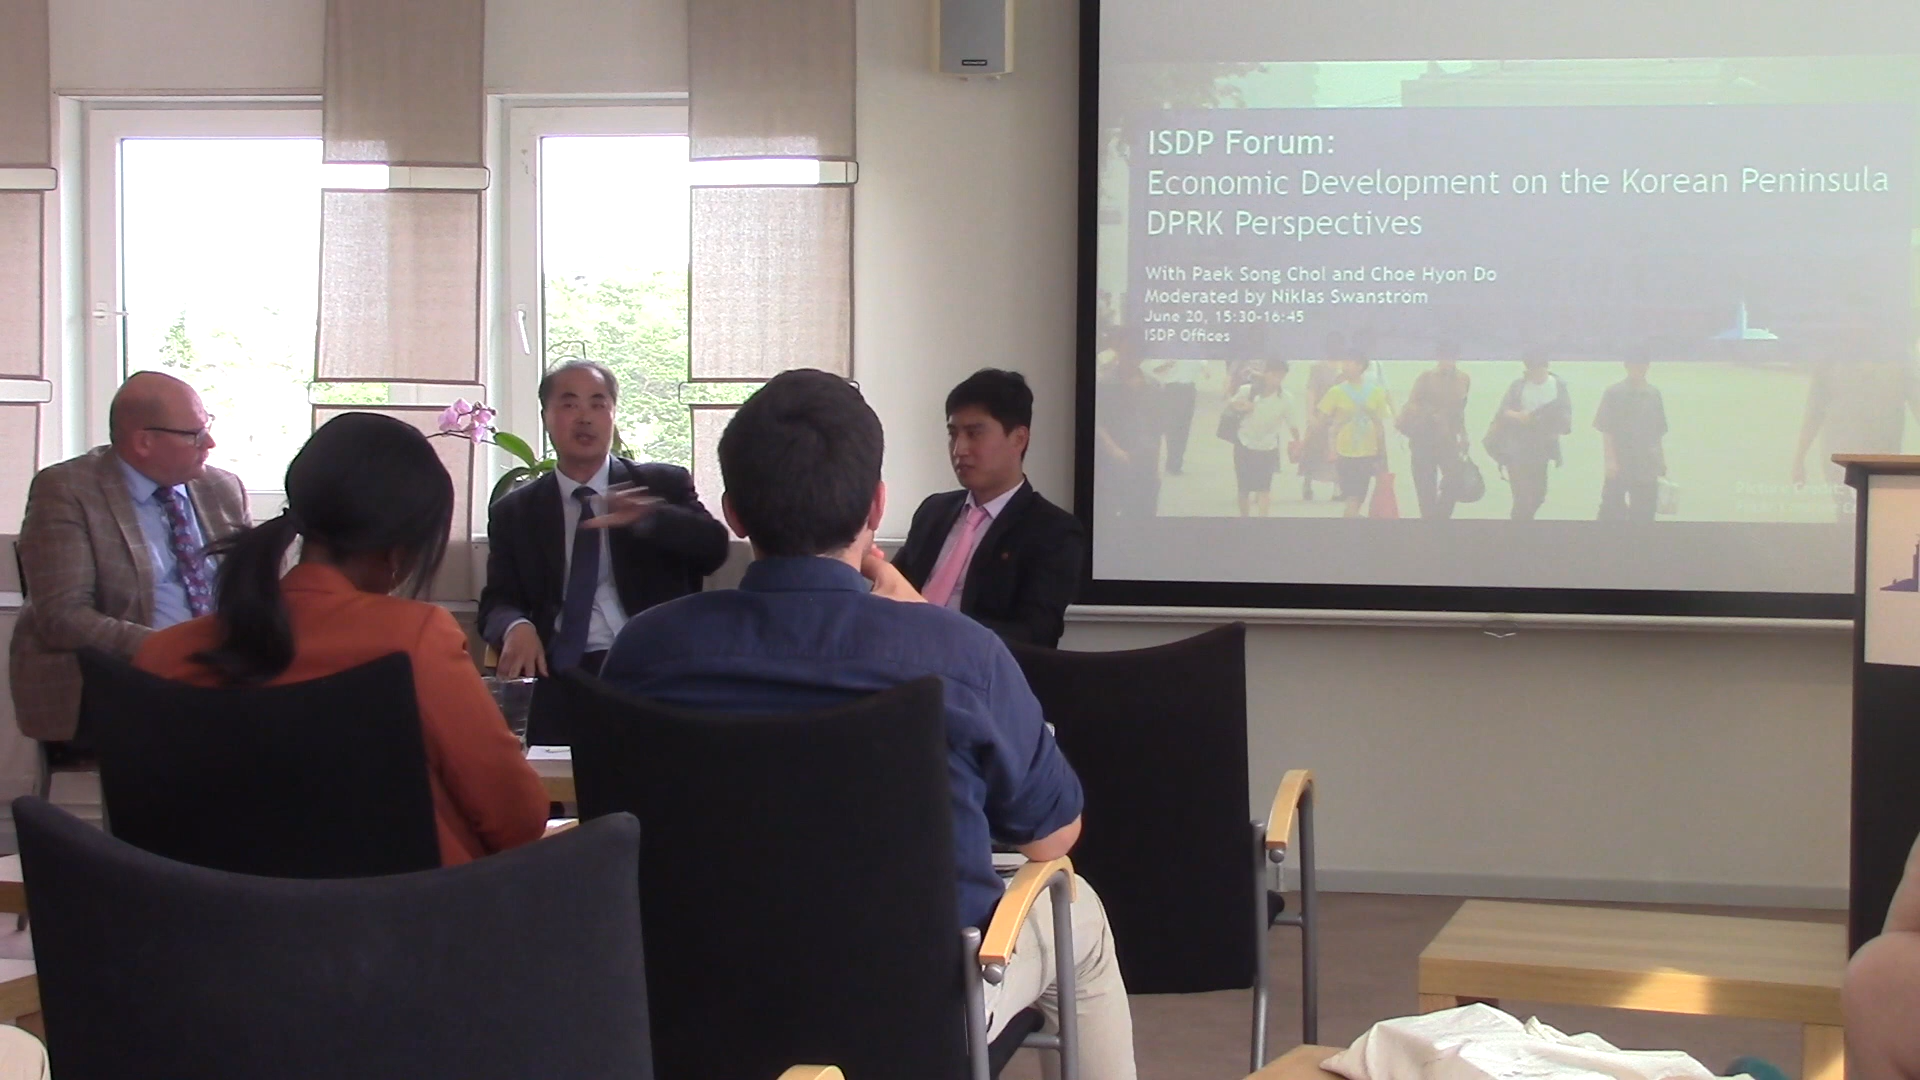 ISDP Forum:
Economic Development on the Korean Peninsula
DPRK Perspectives
With Paek Song Chol and Choe Hyon Do
Moderated by Niklas Swanström
June 20, 15:30-16:45
ISDP Offices